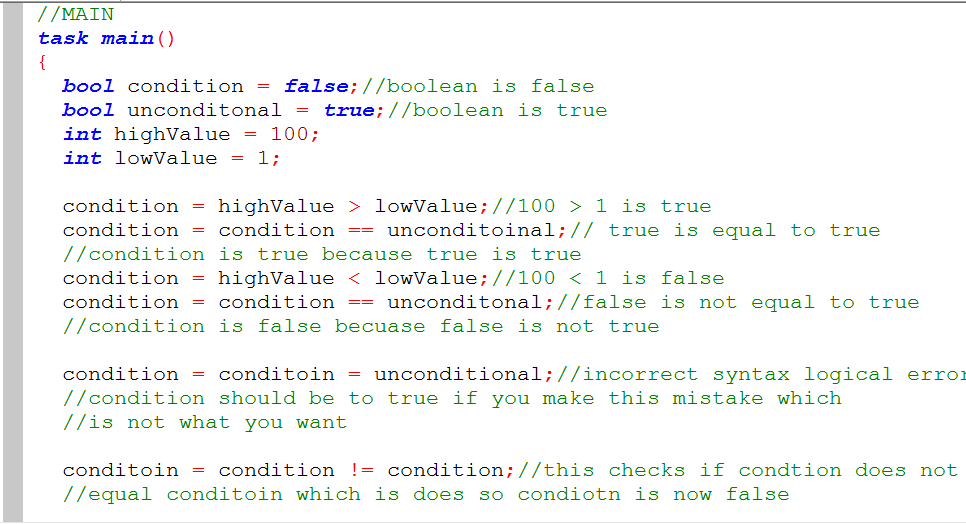 //MAIN
task main()
{
bool condition = false;//boolean is false
bool unconditonal = true;//boolean is true
int highValue = 100;
int lowValue = 1;
condition = highValue > lowValue;//100 > 1 is true
condition = condition == unconditoinal;// true is equal to true
//condition is true because true is true
condition = highValue < lowValue;//100 < 1 is false
condition = condition == unconditonal;//false is not equal to true
//condition is false becuase false is not true
condition = conditoin = unconditional;//incorrect syntax logical error
//condition should be to true if you make this mistake which
//is not what you want
conditoin = condition != condition;//this checks if condtion does not
//equal conditoin which is does so condiotn is now false